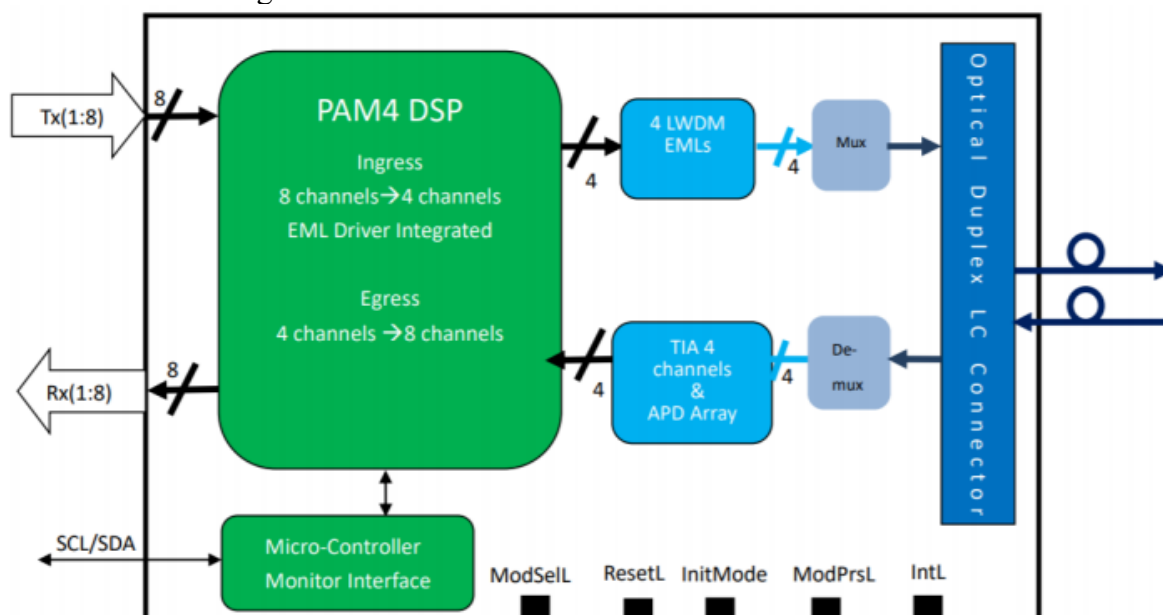 Tx(1:8)
8
PAM4 DSP
Ingress
8 channels→4 channels
EML Driver Integrated
Egress
4 channels →8 channels
4
4 LWDM
EMLs
4
Mux
Optical Duplex LC Connector
Rx(1:8)
8
4
TIA 4
channels
&
APD Array
4
De-
mux
SCL/SDA
Micro-Controller
Monitor Interface
ModSelL
ResetL
InitMode
ModPrsL
IntL